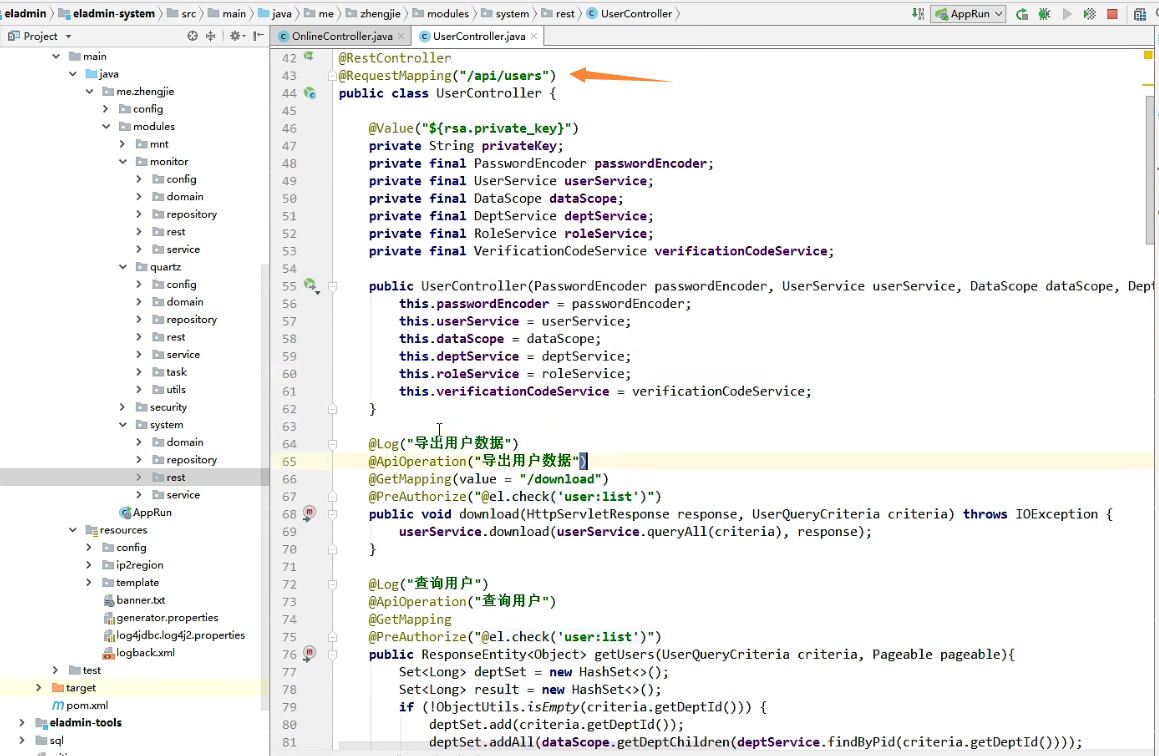 eladmin eladmin-system src main java me zhengjie modules system rest UserController AppRun
Project
OnlineController.java UserController.java
main
java
me.zhengjie
config
modules
mnt
monitor
config
domain
repository
rest
service
quartz
config
domain
repository
rest
service
task
utils
security
system
domain
repository
rest
service
AppRun
resources
config
ip2region
template
banner.txt
generator.properties
log4jdbc.log4j2.properties
logback.xml
test
target
pom.xml
eladmin-tools
sql
42 @RestController
43 @RequestMapping("/api/users")
44 public class UserController {
45
46 @Value("${rsa.private_key}")
47 private String privateKey;
48 private final PasswordEncoder passwordEncoder;
49 private final UserService userService;
50 private final DataScope dataScope;
51 private final DeptService deptService;
52 private final RoleService roleService;
53 private final VerificationCodeService verificationCodeService;
54
55 public UserController(PasswordEncoder passwordEncoder, UserService userService, DataScope dataScope, Dept
56 this.passwordEncoder = passwordEncoder;
57 this.userService = userService;
58 this.dataScope = dataScope;
59 this.deptService = deptService;
60 this.roleService = roleService;
61 this.verificationCodeService = verificationCodeService;
62 }
63
64 @Log("导出用户数据")
65 @ApiOperation("导出用户数据")
66 @GetMapping(value = "/download")
67 @PreAuthorize("@el.check('user:list')")
68 public void download(HttpServletResponse response, UserQueryCriteria criteria) throws IOException {
69 userService.download(userService.queryAll(criteria), response);
70 }
71
72 @Log("查询用户")
73 @ApiOperation("查询用户")
74 @GetMapping
75 @PreAuthorize("@el.check('user:list')")
76 public ResponseEntity<Object> getUsers(UserQueryCriteria criteria, Pageable pageable){
77 Set<Long> deptSet = new HashSet<>();
78 Set<Long> result = new HashSet<>();
79 if (!ObjectUtils.isEmpty(criteria.getDeptId())) {
80 deptSet.add(criteria.getDeptId());
81 deptSet.addAll(dataScope.getDeptChildren(deptService.findByPid(criteria.getDeptId())));